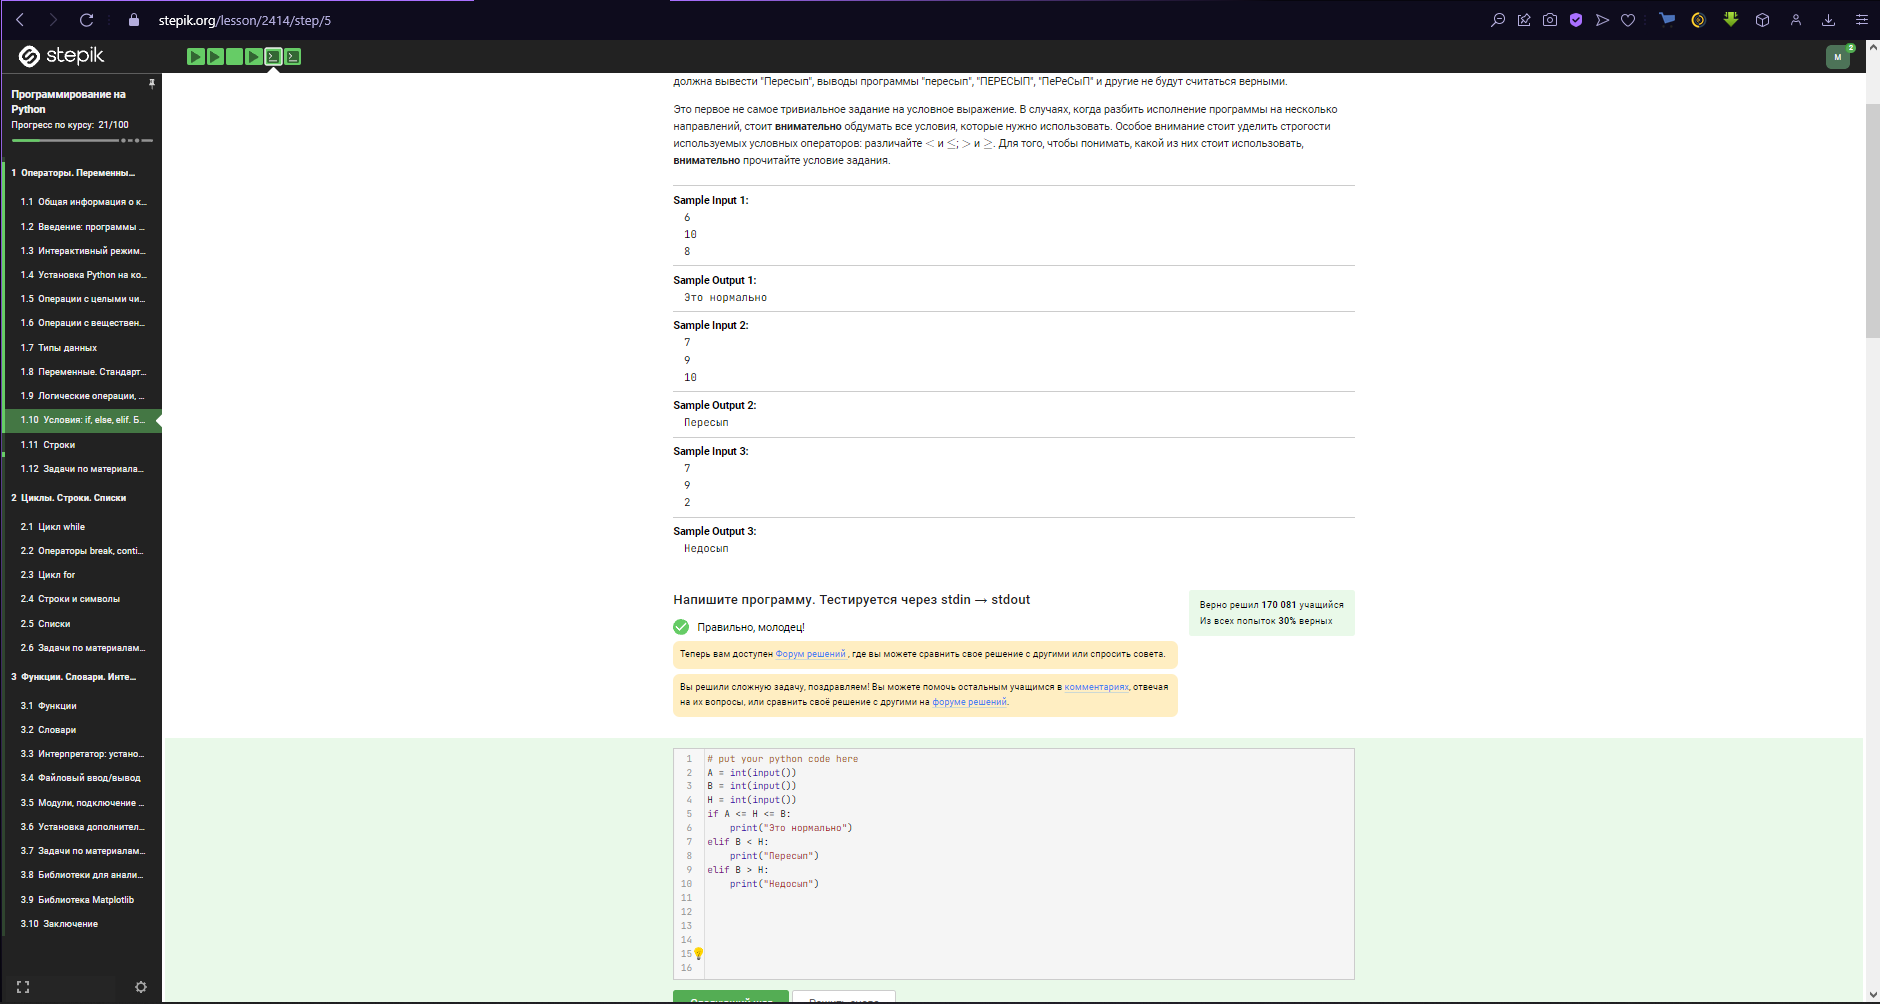 stepik.org/lesson/2414/step/5
stepik
M
2
Программирование на
Python
Прогресс по курсу: 21/100
1 Операторы. Переменны...
1.1 Общая информация о к...
1.2 Введение: программы ...
1.3 Интерактивный режим...
1.4 Установка Python на ко...
1.5 Операции с целыми чи...
1.6 Операции с веществен...
1.7 Типы данных
1.8 Переменные. Стандарт...
1.9 Логические операции, ...
1.10 Условия: if, else, elif. Б...
1.11 Строки
1.12 Задачи по материала...
2 Циклы. Строки. Списки
2.1 Цикл while
2.2 Операторы break, conti...
2.3 Цикл for
2.4 Строки и символы
2.5 Списки
2.6 Задачи по материалам...
3 Функции. Словари. Инте...
3.1 Функции
3.2 Словари
3.3 Интерпретатор: устано...
3.4 Файловый ввод/вывод
3.5 Модули, подключение ...
3.6 Установка дополнител...
3.7 Задачи по материалам...
3.8 Библиотеки для анали...
3.9 Библиотека Matplotlib
3.10 Заключение
должна вывести "Пересып", выводы программы "пересып", "ПЕРЕСЫП", "ПеРеСыП" и другие не будут считаться верными.
Это первое не самое тривиальное задание на условное выражение. В случаях, когда разбить исполнение программы на несколько
направлений, стоит внимательно обдумать все условия, которые нужно использовать. Особое внимание стоит уделить строгости
используемых условных операторов: различайте < и ≤; > и ≥. Для того, чтобы понимать, какой из них стоит использовать,
внимательно прочитайте условие задания.
Sample Input 1:
6
10
8
Sample Output 1:
Это нормально
Sample Input 2:
7
9
10
Sample Output 2:
Пересып
Sample Input 3:
7
9
2
Sample Output 3:
Недосып
Напишите программу. Тестируется через stdin → stdout
Верно решил 170 081 учащийся
Из всех попыток 30% верных
Правильно, молодец!
Теперь вам доступен Форум решений , где вы можете сравнить свое решение с другими или спросить совета.
Вы решили сложную задачу, поздравляем! Вы можете помочь остальным учащимся в комментариях, отвечая
на их вопросы, или сравнить своё решение с другими на форуме решений.
1 # put your python code here
2 A = int(input())
3 B = int(input())
4 H = int(input())
5 if A <= H <= B:
6     print("Это нормально")
7 elif B < H:
8     print("Пересып")
9 elif B > H:
10     print("Недосып")
11
12
13
14
15
16